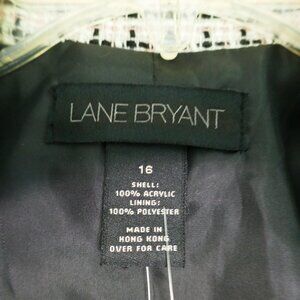 LANE BRYANT
16
SHELL:
100% ACRYLIC
LINING:
100% POLYESTER
MADE IN
HONG KONG
OVER FOR CARE